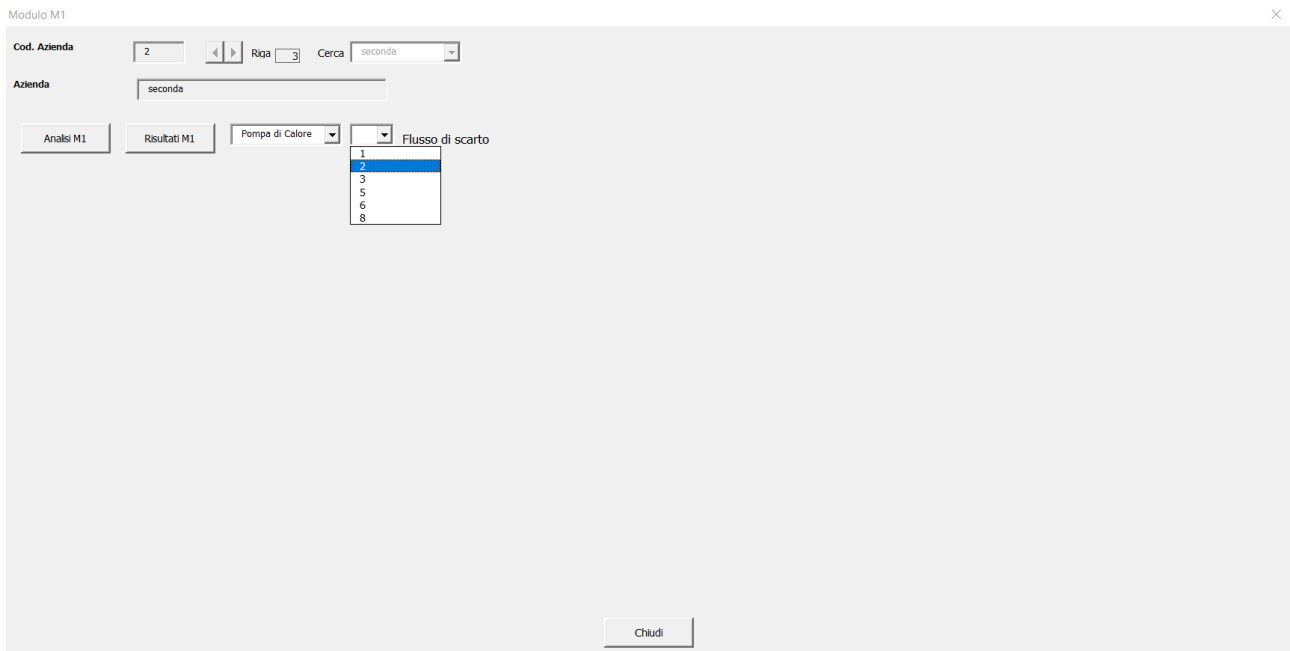 Modulo M1
Cod. Azienda 2 Riga 3 Cerca seconda
Azienda seconda
Analisi M1 Risultati M1 Pompa di Calore Flusso di scarto
1
2
3
5
6
8
Chiudi